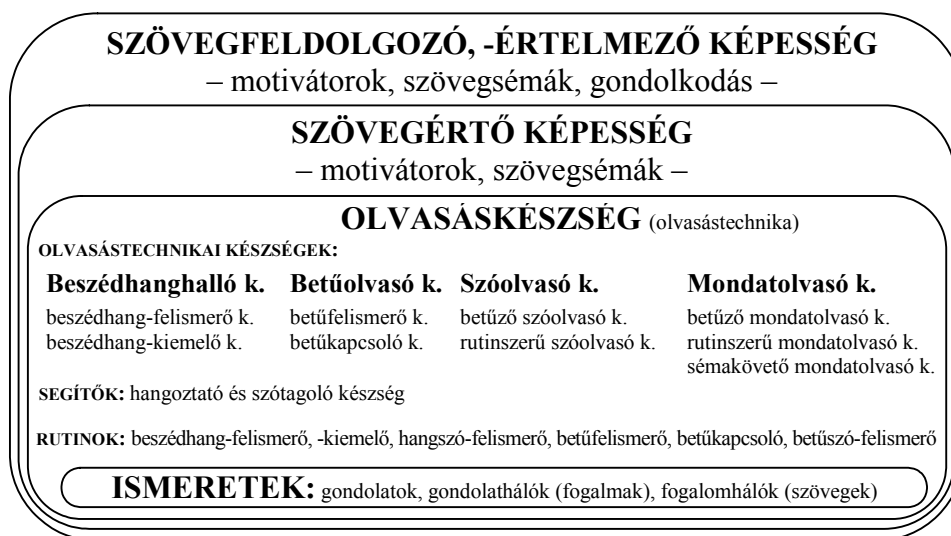 SZÖVEGFELDOLGOZÓ, -ÉRTELMEZŐ KÉPESSÉG
– motivátorok, szövegsémák, gondolkodás –
SZÖVEGÉRTŐ KÉPESSÉG
– motivátorok, szövegsémák –
OLVASÁSKÉSZSÉG (olvasástechnika)
OLVASÁSTECHNIKAI KÉSZSÉGEK:
Beszédhanghalló k. Betűolvasó k. Szóolvasó k. Mondatolvasó k.
beszédhang-felismerő k. betűfelismerő k. betűző szóolvasó k. betűző mondatolvasó k.
beszédhang-kiemelő k. betűkapcsoló k. rutinszerű szóolvasó k. rutinszerű mondatolvasó k.
sémakövető mondatolvasó k.
SEGÍTŐK: hangoztató és szótagoló készség
RUTINOK: beszédhang-felismerő, -kiemelő, hangszó-felismerő, betűfelismerő, betűkapcsoló, betűszó-felismerő
ISMERETEK: gondolatok, gondolathálók (fogalmak), fogalomhálók (szövegek)